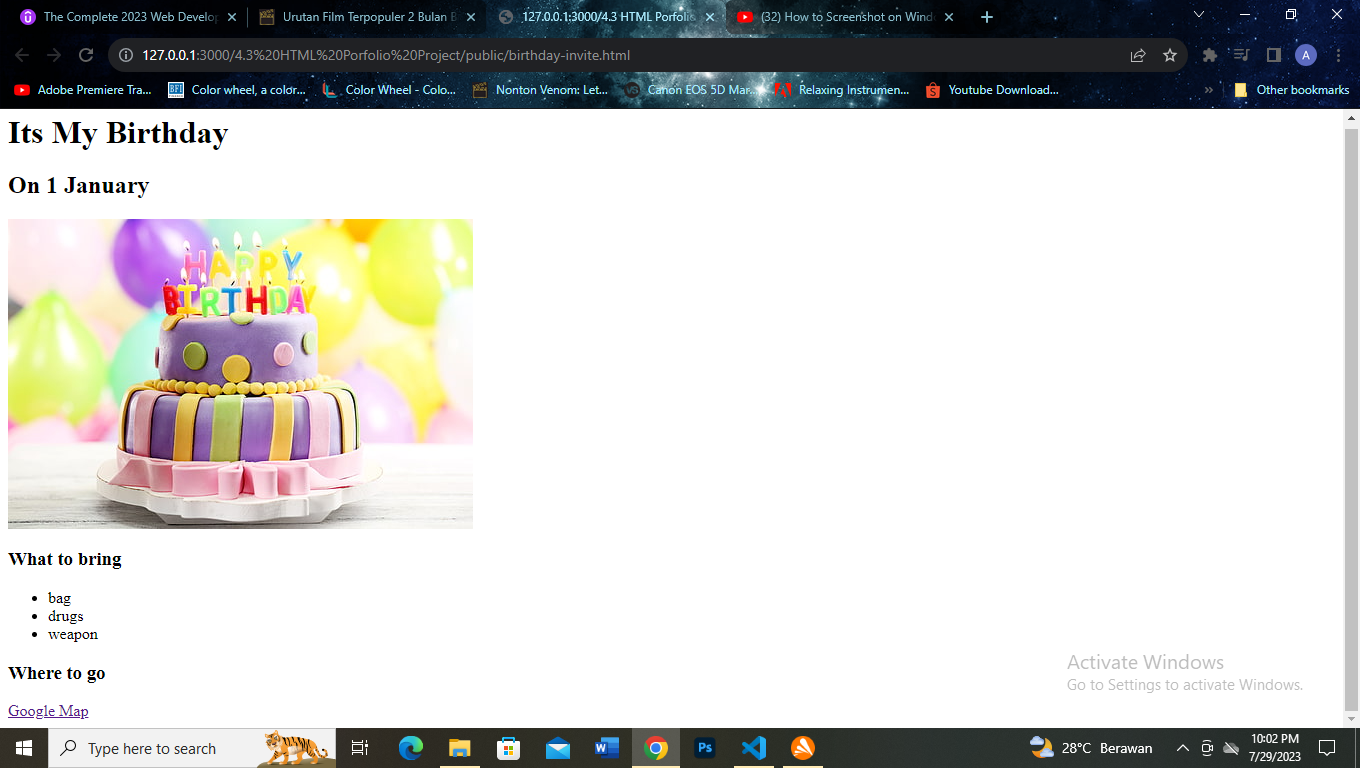 The Complete 2023 Web Develop
Urutan Film Terpopuler 2 Bulan B
127.0.0.1:3000/4.3 HTML Porfolio
(32) How to Screenshot on Wind
127.0.0.1:3000/4.3%20HTML%20Porfolio%20Project/public/birthday-invite.html
A
Adobe Premiere Tra...
BFI
Color wheel, a color...
Color Wheel - Colo...
Nonton Venom: Let...
Canon EOS 5D Mar...
Relaxing Instrumen...
Youtube Download...
»
Other bookmarks
Its My Birthday
On 1 January
HAPPY
BIRTHDAY
What to bring
• bag
• drugs
• weapon
Where to go
Google Map
Activate Windows
Go to Settings to activate Windows.
Type here to search
W
Ps
28°C Berawan
10:02 PM
7/29/2023